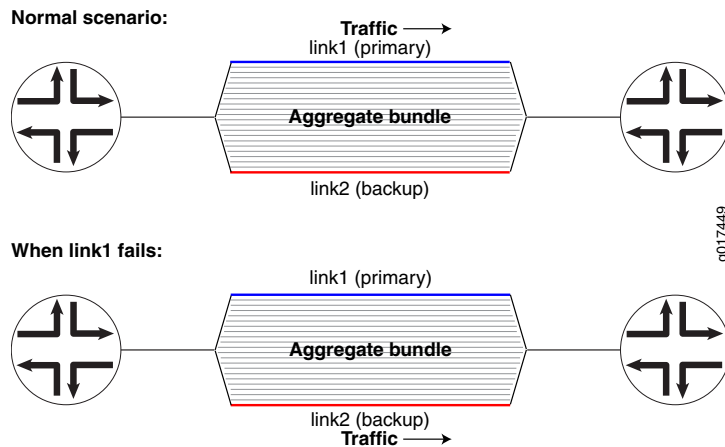 Normal scenario:
Traffic
link1 (primary)
Aggregate bundle
link2 (backup)
g017449
When link1 fails:
link1 (primary)
Aggregate bundle
link2 (backup)
Traffic